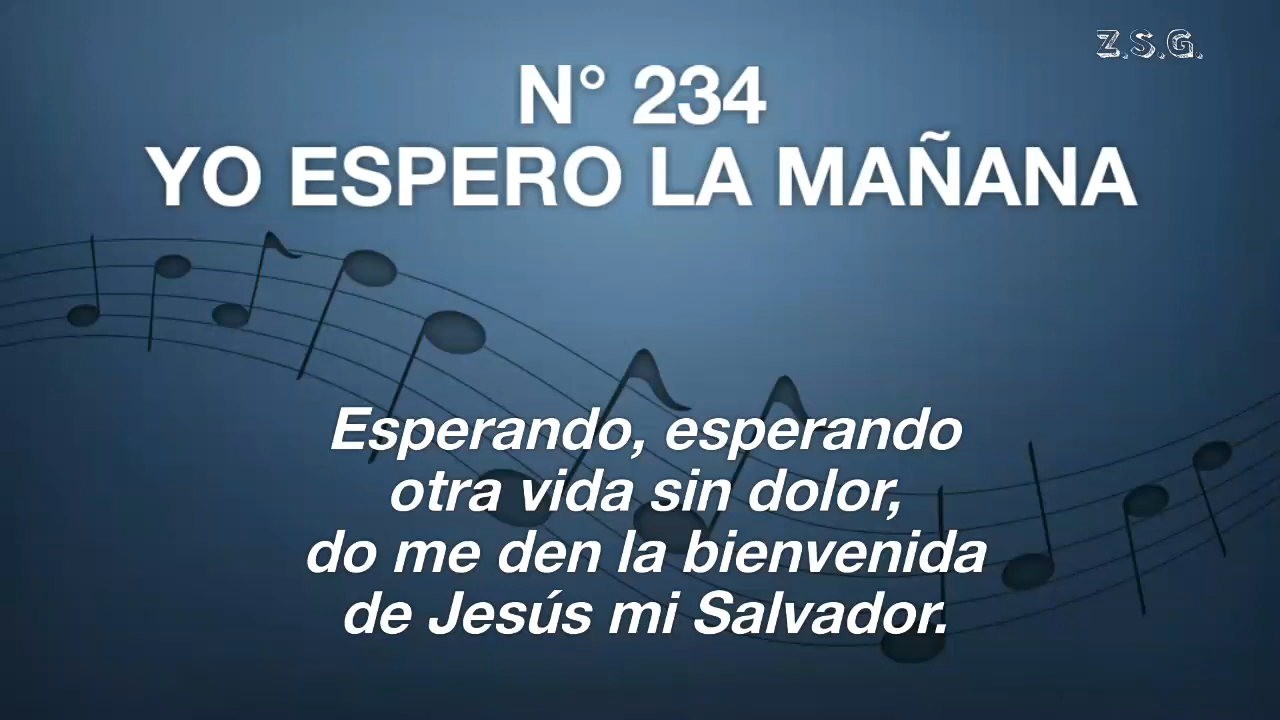 Z.S.G.
N° 234
YO ESPERO LA MAÑANA
Esperando, esperando
otra vida sin dolor,
do me den la bienvenida
de Jesús mi Salvador.